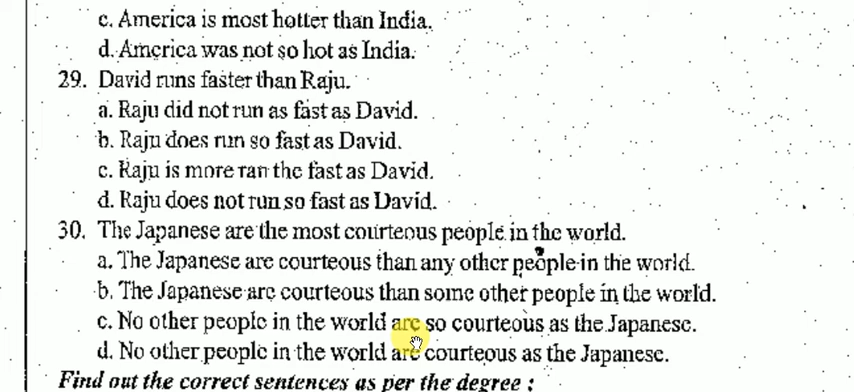 c. America is most hotter than India.
d. America was not so hot as India.
29. David runs faster than Raju.
a. Raju did not run as fast as David.
b. Raju does run so fast as David.
c. Raju is more ran the fast as David.
d. Raju does not run so fast as David.
30. The Japanese are the most courteous people in the world.
a. The Japanese are courteous than any other people in the world.
b. The Japanese are courteous than some other people in the world.
c. No other people in the world are so courteous as the Japanese.
d. No other people in the world are courteous as the Japanese.
Find out the correct sentences as per the degree :